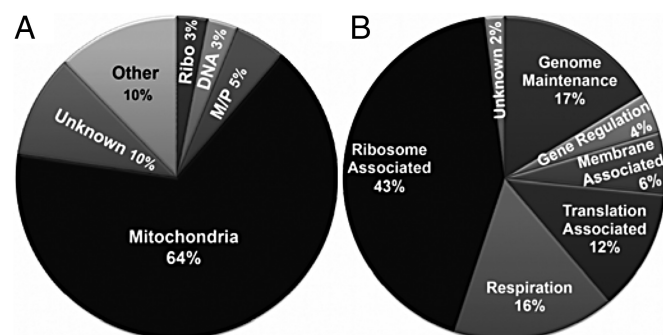 A
Ribo 3%
DNA 3%
M/P 5%
Other
10%
Unknown 10%
Mitochondria
64%
B
Unknown 2%
Genome
Maintenance
17%
Gene Regulation
4%
Membrane
Associated
6%
Translation
Associated
12%
Respiration
16%
Ribosome
Associated
43%